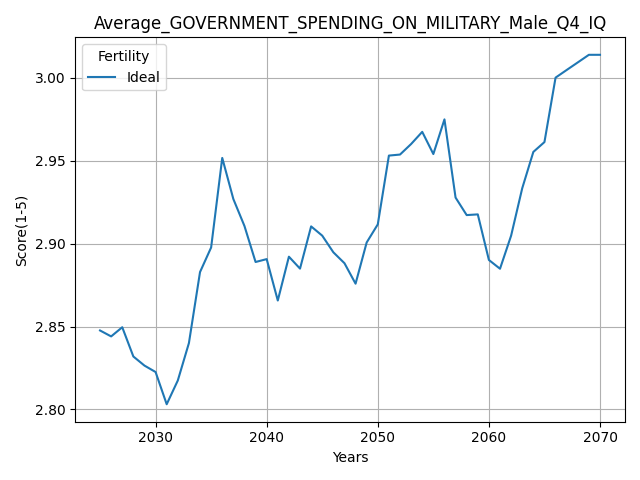 Average_GOVERNMENT_SPENDING_ON_MILITARY_Male_Q4_IQ
Fertility
Ideal
Score(1-5)
3.00
2.95
2.90
2.85
2.80
2030 2040 2050 2060 2070
Years